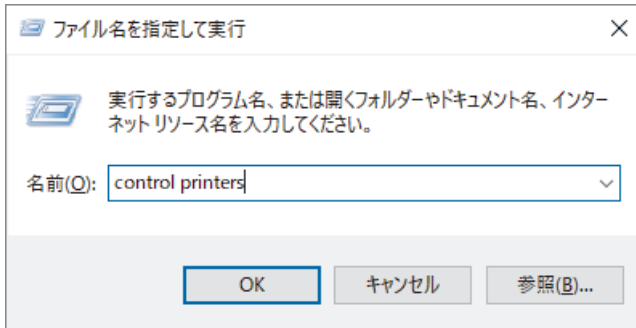 ファイル名を指定して実行
実行するプログラム名、または開くフォルダーやドキュメント名、インター
ネット リソース名を入力してください。
名前(O): control printers
OK キャンセル 参照(B)...